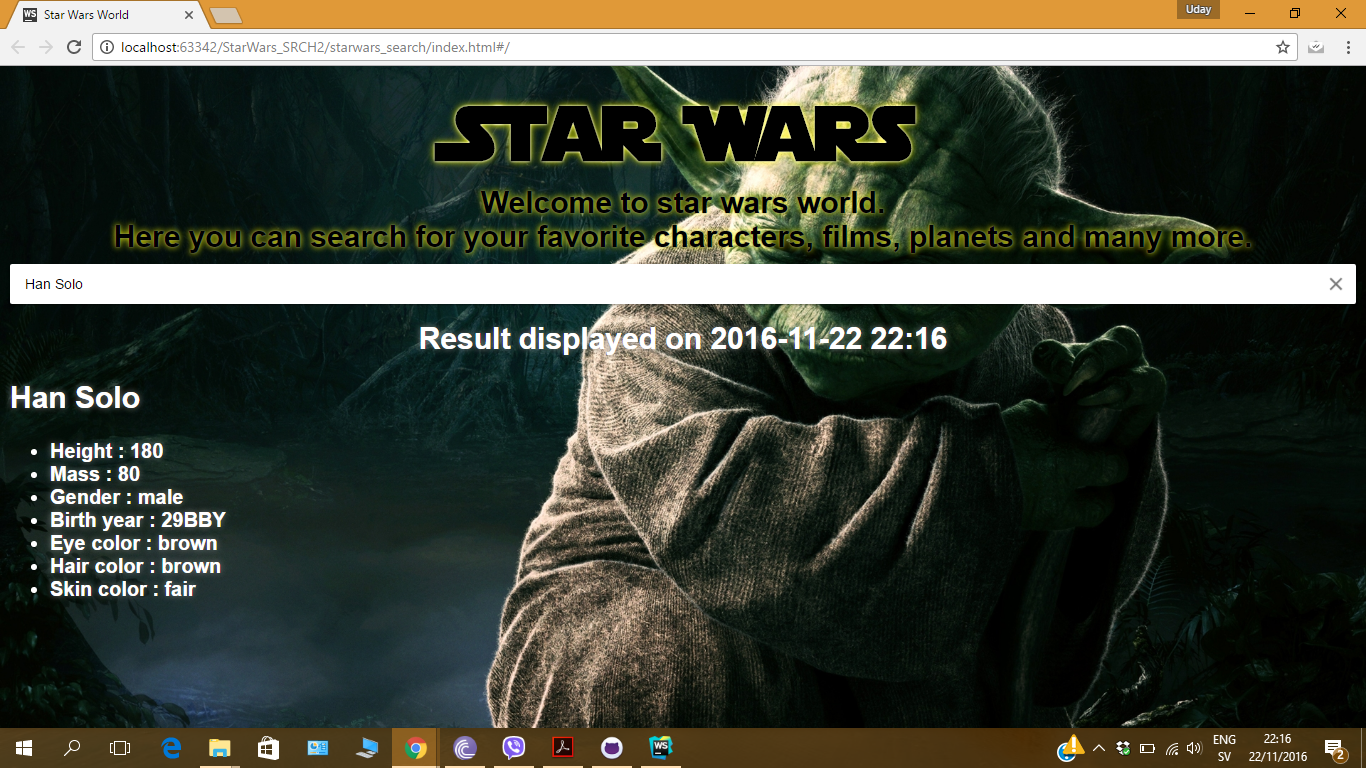 WS Star Wars World
Uday
localhost:63342/StarWars_SRCH2/starwars_search/index.html#/
STAR WARS
Welcome to star wars world.
Here you can search for your favorite characters, films, planets and many more.
Han Solo
Result displayed on 2016-11-22 22:16
Han Solo
Height : 180
Mass : 80
Gender : male
Birth year : 29BBY
Eye color : brown
Hair color : brown
Skin color : fair
WS
ENG
SV
22:16
22/11/2016
2